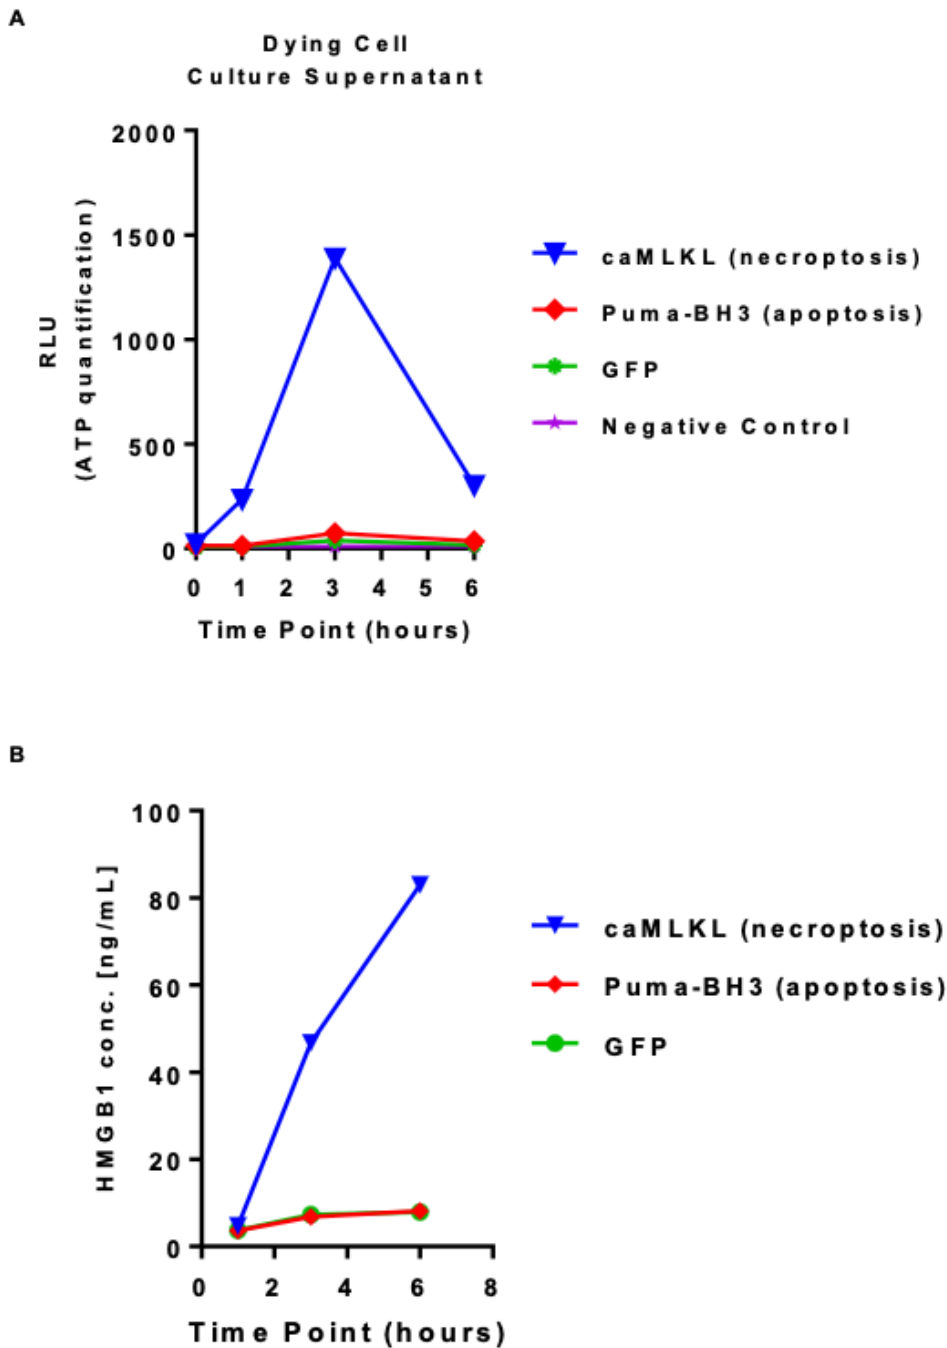 A
Dying Cell
Culture Supernatant
2000
1500
1000
500
0
RLU
(ATP quantification)
0 1 2 3 4 5 6
Time Point (hours)
caMLKL (necroptosis)
Puma-BH3 (apoptosis)
GFP
Negative Control
B
100
80
60
40
20
0
HMGB1 conc. [ng/mL]
0 2 4 6 8
Time Point (hours)
caMLKL (necroptosis)
Puma-BH3 (apoptosis)
GFP